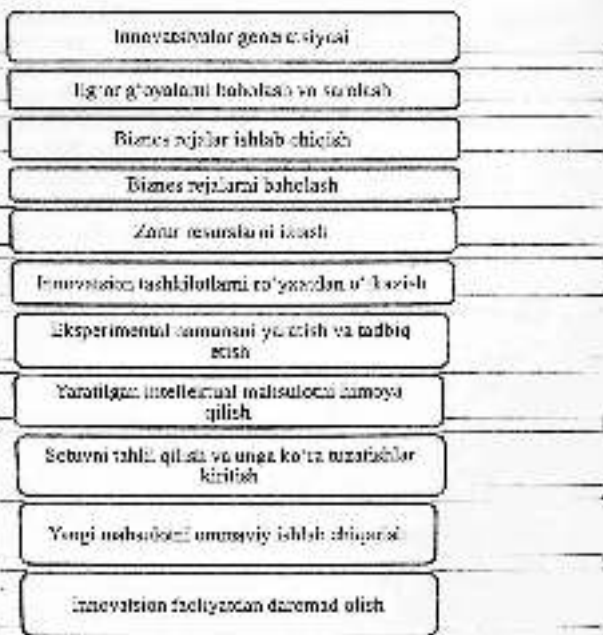 Innovatsiyalar generatsiyasi
Ilg‘or g‘oyalarni baholash va saralash
Biznes rejalar ishlab chiqish
Biznes rejalarni baholash
Zarur resurslarni izlash
Innovatsion tashkilotlarni ro‘yxatdan o‘tkazish
Eksperimental namunani yaratish va tadbiq
etish
Yaratilgan intellektual mahsulotni himoya
qilish
Sotuvni tahlil qilish va unga ko‘ra tuzatishlar
kiritish
Yangi mahsulotni ommaviy ishlab chiqarish
Innovatsion faoliyatdan daromad olish